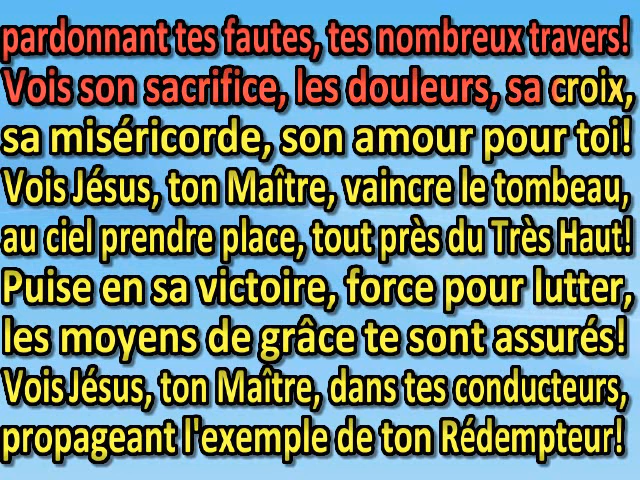 pardonnant tes fautes, tes nombreux travers!
Vois son sacrifice, les douleurs, sa croix,
sa miséricorde, son amour pour toi!
Vois Jésus, ton Maître, vaincre le tombeau,
au ciel prendre place, tout près du Très Haut!
Puise en sa victoire, force pour lutter,
les moyens de grâce te sont assurés!
Vois Jésus, ton Maître, dans tes conducteurs,
propageant l'exemple de ton Rédempteur!